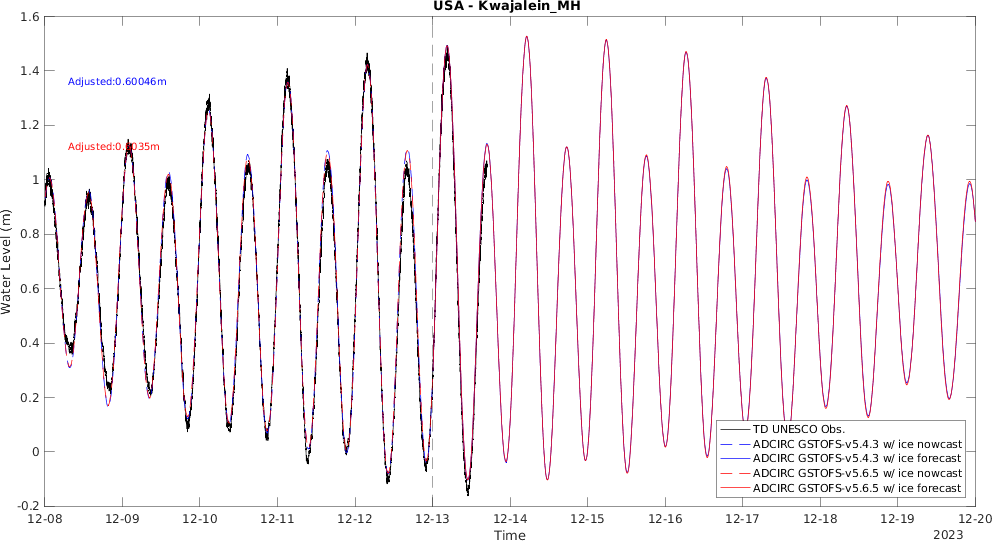 USA - Kwajalein_MH
1.6
1.4
1.2
1
0.8
0.6
0.4
0.2
0
-0.2
Water Level (m)
Adjusted:0.60046m
TD UNESCO Obs.
ADCIRC GSTOFS-v5.4.3 w/ ice nowcast
ADCIRC GSTOFS-v5.4.3 w/ ice forecast
ADCIRC GSTOFS-v5.6.5 w/ ice nowcast
ADCIRC GSTOFS-v5.6.5 w/ ice forecast
12-08 12-09 12-10 12-11 12-12 12-13 12-14 12-15 12-16 12-17 12-18 12-19 12-20
Time
2023